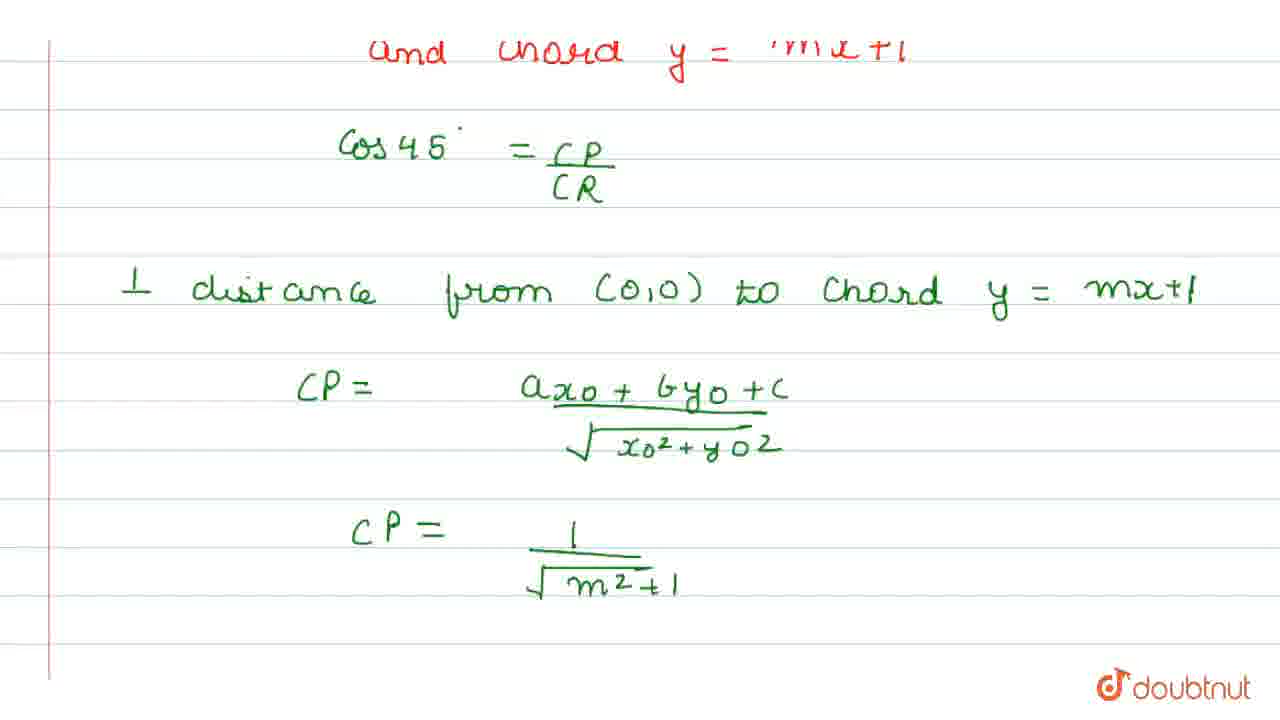 and chord y = mx+1
Cos 45° = CP/CR
⊥ distance from (0,0) to chord y = mx+1
CP = ax0 + by0 + c / √x0²+y02
CP = 1/√m²+1
doubtnut